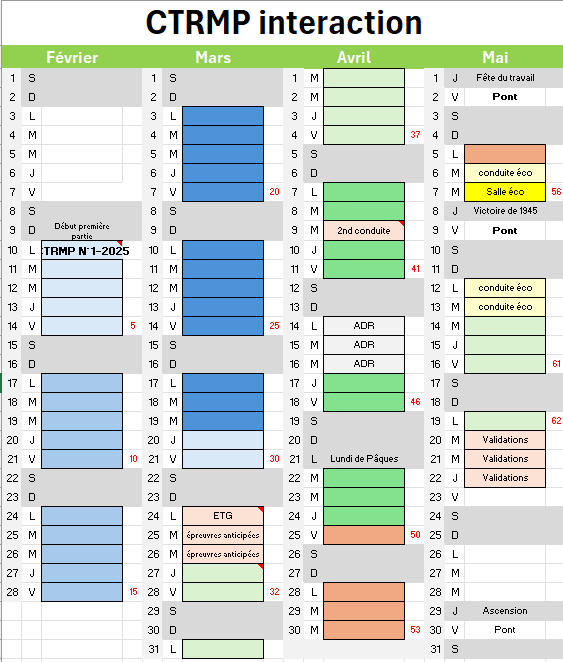 CTRMP interaction
Février Mars Avril Mai
1 S 1 S 1 M 1 J Fête du travail
2 D 2 D 2 M 2 V Pont
3 L 3 L 3 J 3 S
4 M 4 M 4 V 37 4 D
5 M 5 M 5 S 5 L
6 J 6 J 6 D 6 M conduite éco
7 V 7 V 20 7 L 7 M Salle éco 56
8 S 8 S 8 M 8 J Victoire de 1945
Début première
9 D partie 9 D 9 M 2nd conduite 9 V Pont
10 L CTRMP N°1-2025 10 L 10 J 10 S
11 M 11 M 11 V 41 11 D
12 M 12 M 12 S 12 L conduite éco
13 J 13 J 13 D 13 M conduite éco
14 V 5 14 V 25 14 L ADR 14 M
15 S 15 S 15 M ADR 15 J
16 D 16 D 16 M ADR 16 V 61
17 L 17 L 17 J 17 S
18 M 18 M 18 V 46 18 D
19 M 19 M 19 S 19 L 62
20 J 20 J 20 D 20 M Validations
21 V 10 21 V 30 21 L Lundi de Pâques 21 M Validations
22 S 22 S 22 M 22 J Validations
23 D 23 D 23 M 23 V
24 L 24 L ETG 24 J 24 S
25 M 25 M épreuvres anticipées 25 V 50 25 D
26 M 26 M épreuvres anticipées 26 S 26 L
27 J 27 J 27 D 27 M
28 V 15 28 V 32 28 L 28 M
29 S 29 M 29 J Ascension
30 D 30 M 53 30 V Pont
31 L 31 S